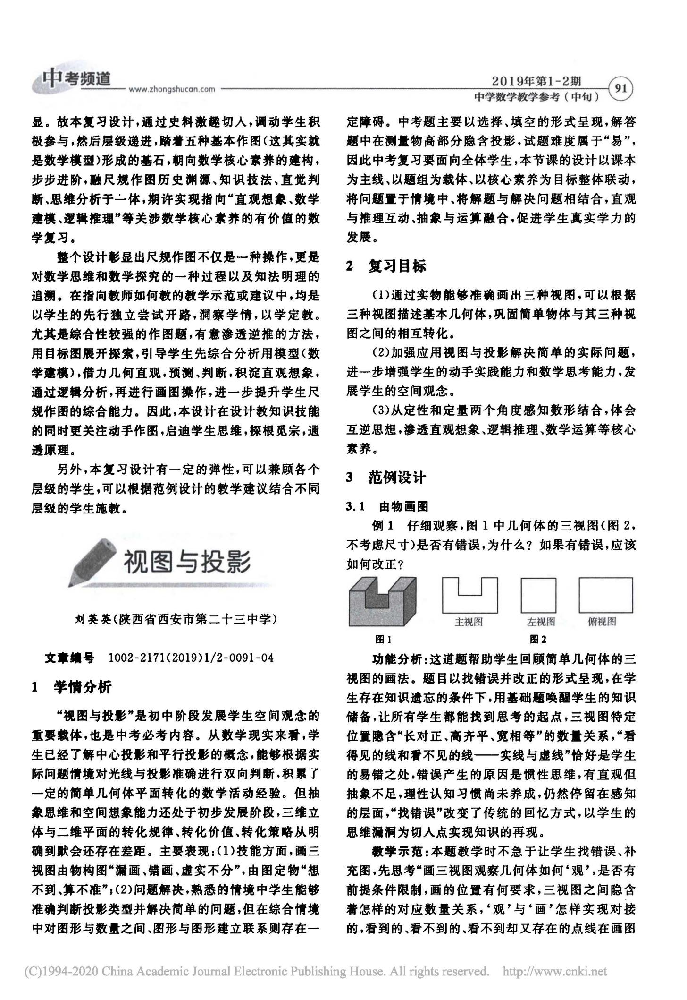 中考频道
www.zhongshucan.com
2019年第1-2期
中学数学教学参考（中旬）
91
显。故本复习设计，通过史料激趣切入，调动学生积
极参与，然后层级递进，踏着五种基本作图（这其实就
是数学模型）形成的基石，朝向数学核心素养的建构，
步步进阶，融尺规作图历史渊源、知识技法、直觉判
断、思维分析于一体，期许实现指向“直观想象、数学
建模、逻辑推理”等关涉数学核心素养的有价值的数
学复习。
整个设计彰显出尺规作图不仅是一种操作，更是
对数学思维和数学探究的一种过程以及知法明理的
追溯。在指向教师如何教的教学示范或建议中，均是
以学生的先行独立尝试开路，洞察学情，以学定教。
尤其是综合性较强的作图题，有意渗透逆推的方法，
用目标图展开探索，引导学生先综合分析用模型（数
学建模），借力几何直观，预测、判断，积淀直观想象，
通过逻辑分析，再进行画图操作，进一步提升学生尺
规作图的综合能力。因此，本设计在设计教知识技能
的同时更关注动手作图，启迪学生思维，探根觅宗，通
透原理。
另外，本复习设计有一定的弹性，可以兼顾各个
层级的学生，可以根据范例设计的教学建议结合不同
层级的学生施教。
视图与投影
刘英英（陕西省西安市第二十三中学）
文章编号 1002-2171(2019)1/2-0091-04
1 学情分析
“视图与投影”是初中阶段发展学生空间观念的
重要载体，也是中考必考内容。从数学现实来看，学
生已经了解中心投影和平行投影的概念，能够根据实
际问题情境对光线与投影准确进行双向判断，积累了
一定的简单几何体平面转化的数学活动经验。但抽
象思维和空间想象能力还处于初步发展阶段，三维立
体与二维平面的转化规律、转化价值、转化策略从明
确到默会还存在差距。主要表现：(1)技能方面，画三
视图由物构图“漏画、错画、虚实不分”，由图定物“想
不到、算不准”；(2)问题解决，熟悉的情境中学生能够
准确判断投影类型并解决简单的问题，但在综合情境
中对图形与数量之间、图形与图形建立联系则存在一
定障碍。中考题主要以选择、填空的形式呈现，解答
题中在测量物高部分隐含投影，试题难度属于“易”，
因此中考复习要面向全体学生，本节课的设计以课本
为主线、以题组为载体、以核心素养为目标整体联动，
将问题置于情境中、将解题与解决问题相结合，直观
与推理互动、抽象与运算融合，促进学生真实学力的
发展。
2 复习目标
(1)通过实物能够准确画出三种视图，可以根据
三种视图描述基本几何体，巩固简单物体与其三种视
图之间的相互转化。
(2)加强应用视图与投影解决简单的实际问题，
进一步增强学生的动手实践能力和数学思考能力，发
展学生的空间观念。
(3)从定性和定量两个角度感知数形结合，体会
互逆思想，渗透直观想象、逻辑推理、数学运算等核心
素养。
3 范例设计
3.1 由物画图
例 1 仔细观察，图 1 中几何体的三视图（图 2，
不考虑尺寸）是否有错误，为什么？如果有错误，应该
如何改正？
主视图 左视图 俯视图
图 1 图 2
功能分析：这道题帮助学生回顾简单几何体的三
视图的画法。题目以找错误并改正的形式呈现，在学
生存在知识遗忘的条件下，用基础题唤醒学生的知识
储备，让所有学生都能找到思考的起点，三视图特定
位置隐含“长对正、高齐平、宽相等”的数量关系，“看
得见的线和看不见的线——实线与虚线”恰好是学生
的易错之处，错误产生的原因是惯性思维，有直观但
抽象不足，理性认知习惯尚未养成，仍然停留在感知
的层面，“找错误”改变了传统的回忆方式，以学生的
思维漏洞为切入点实现知识的再现。
教学示范：本题教学时不急于让学生找错误、补
充图，先思考“画三视图观察几何体如何‘观’，是否有
前提条件限制，画的位置有何要求，三视图之间隐含
着怎样的对应数量关系，‘观’与‘画’怎样实现对接
的，看到的、看不到的、看不到却又存在的点线在画图
(C)1994-2020 China Academic Journal Electronic Publishing House. All rights reserved. http://www.cnki.net